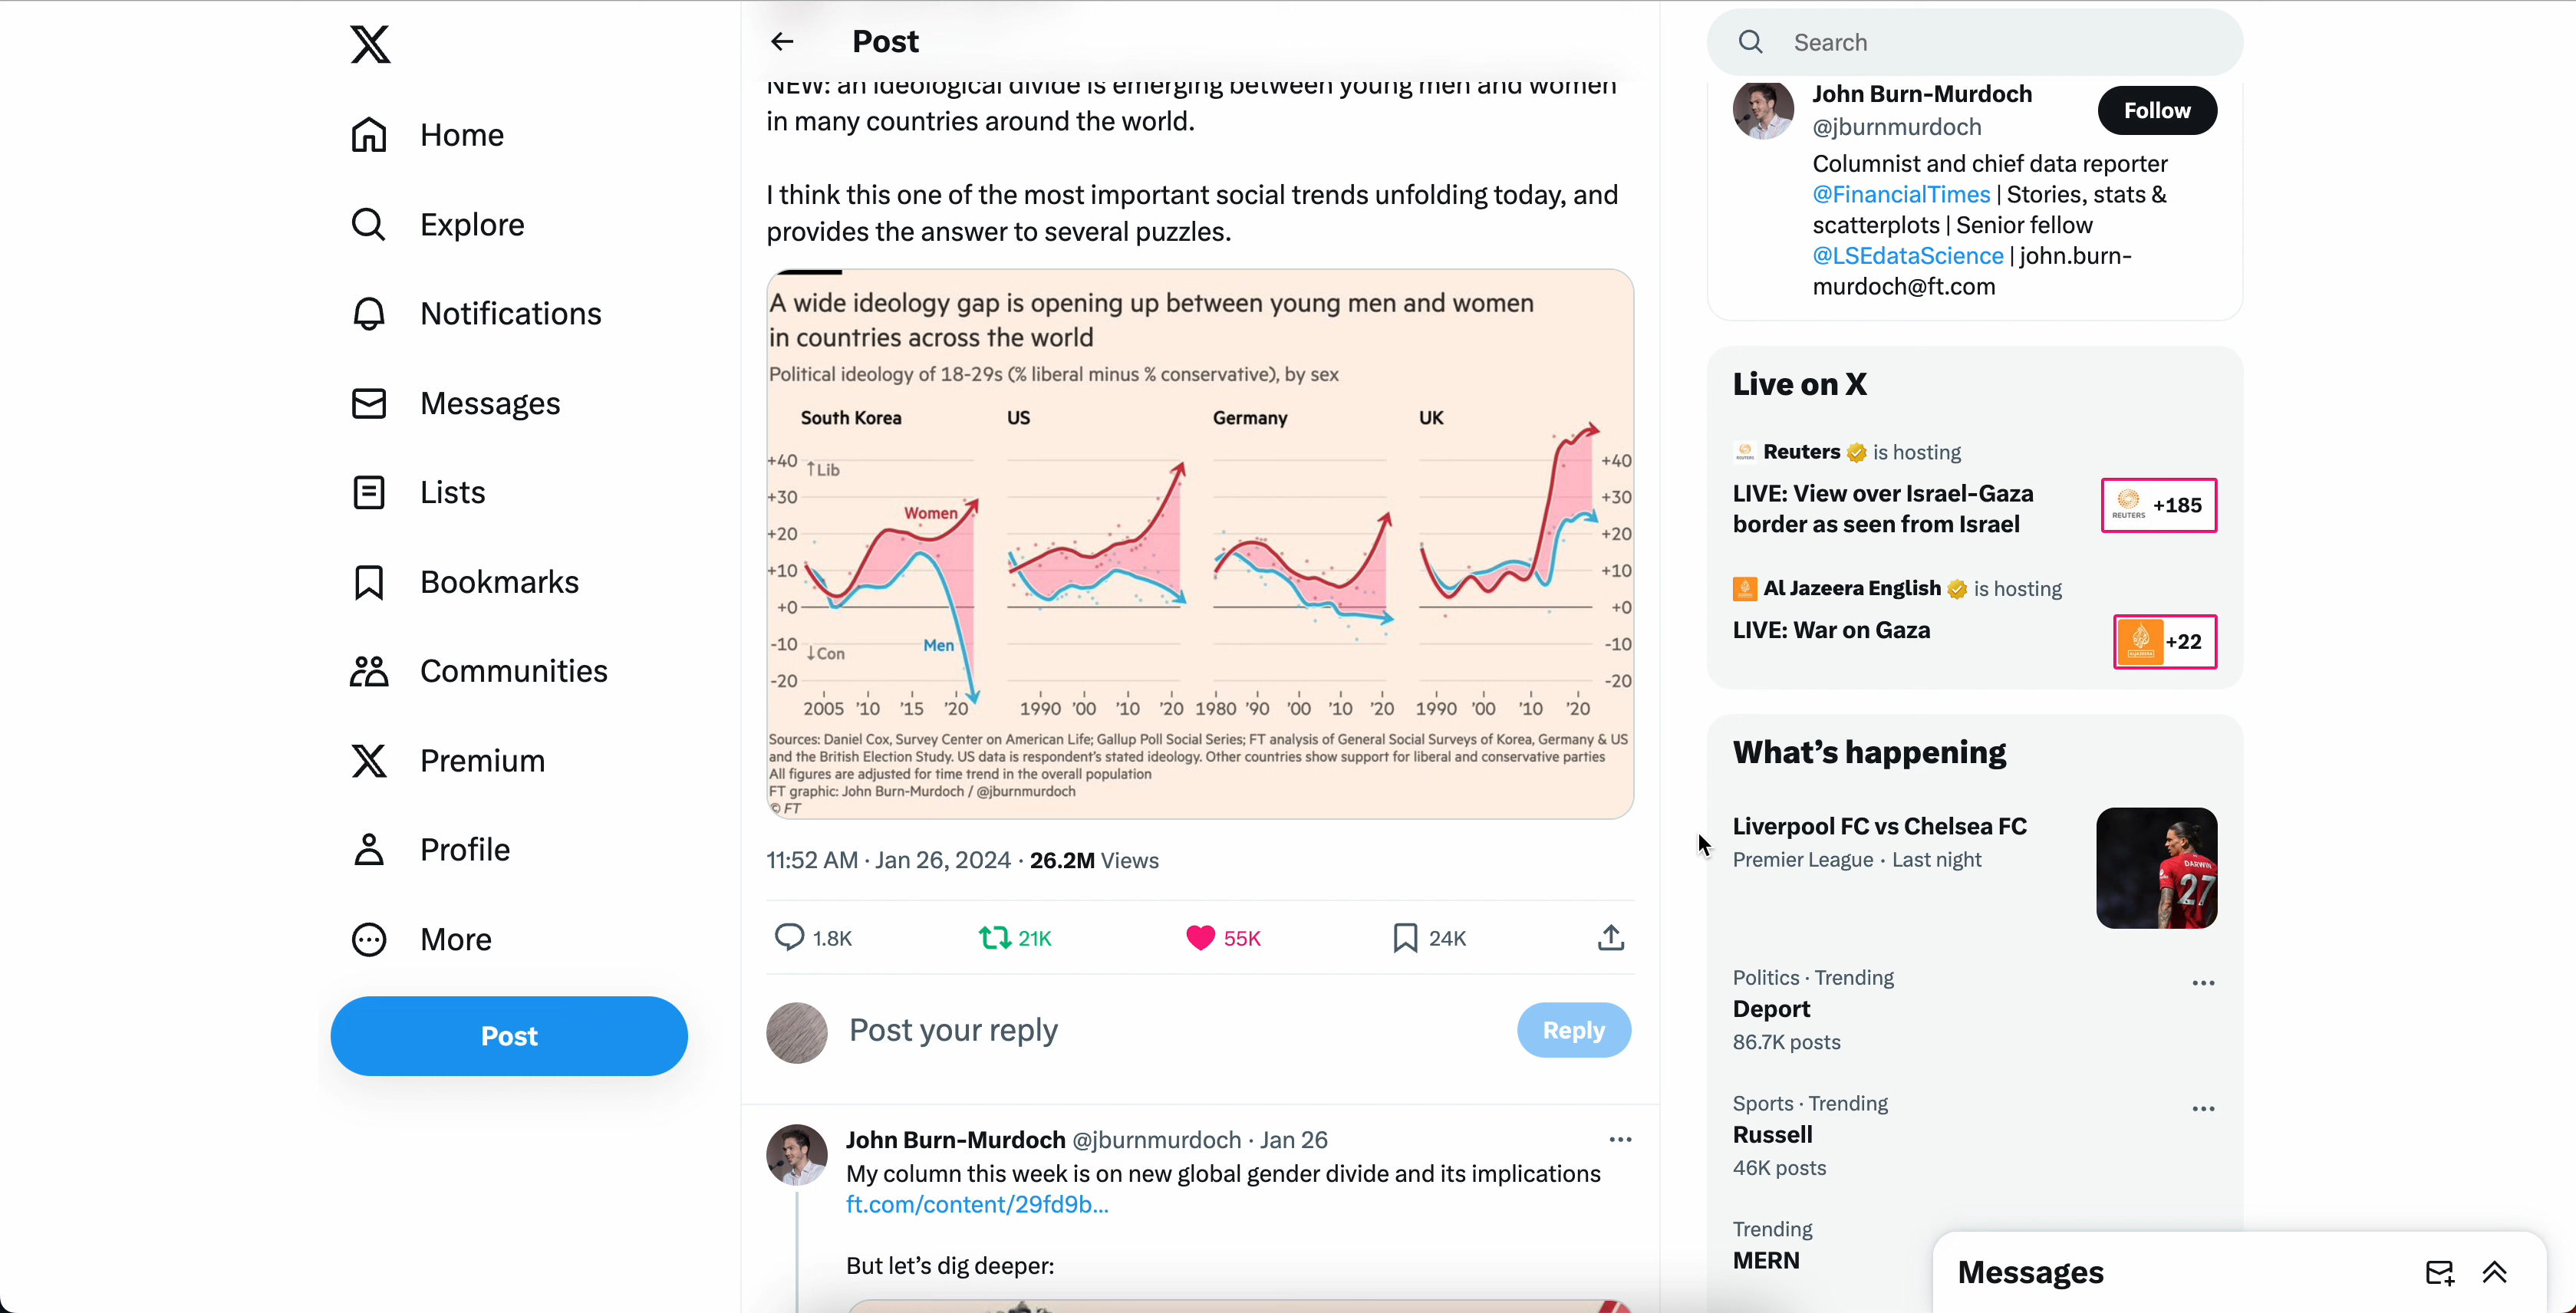 Home
Explore
Notifications
Messages
Lists
Bookmarks
Communities
Premium
Profile
More
Post
Post
NEW: an ideological divide is emerging between young men and women
in many countries around the world.
I think this one of the most important social trends unfolding today, and
provides the answer to several puzzles.
A wide ideology gap is opening up between young men and women
in countries across the world
Political ideology of 18-29s (% liberal minus % conservative), by sex
South Korea US Germany UK
+40 ↑Lib +40
+30 +30
Women
+20 +20
+10 +10
+0 +0
Men
-10 ↓Con -10
-20 -20
2005 '10 '15 '20 1990 '00 '10 '20 1980 '90 '00 '10 '20 1990 '00 '10 '20
Sources: Daniel Cox, Survey Center on American Life; Gallup Poll Social Series; FT analysis of General Social Surveys of Korea, Germany & US
and the British Election Study. US data is respondent's stated ideology. Other countries show support for liberal and conservative parties
All figures are adjusted for time trend in the overall population
FT graphic: John Burn-Murdoch / @jburnmurdoch
© FT
11:52 AM · Jan 26, 2024 · 26.2M Views
1.8K 21K 55K 24K
Post your reply
Reply
John Burn-Murdoch @jburnmurdoch · Jan 26
My column this week is on new global gender divide and its implications
ft.com/content/29fd9b…
But let's dig deeper:
Search
John Burn-Murdoch
@jburnmurdoch
Follow
Columnist and chief data reporter
@FinancialTimes | Stories, stats &
scatterplots | Senior fellow
@LSEdataScience | john.burn-
murdoch@ft.com
Live on X
Reuters is hosting
LIVE: View over Israel-Gaza
border as seen from Israel
REUTERS +185
Al Jazeera English is hosting
LIVE: War on Gaza
+22
What's happening
Liverpool FC vs Chelsea FC
Premier League · Last night
DARWIN
27
Politics · Trending
Deport
86.7K posts
Sports · Trending
Russell
46K posts
Trending
MERN
Messages